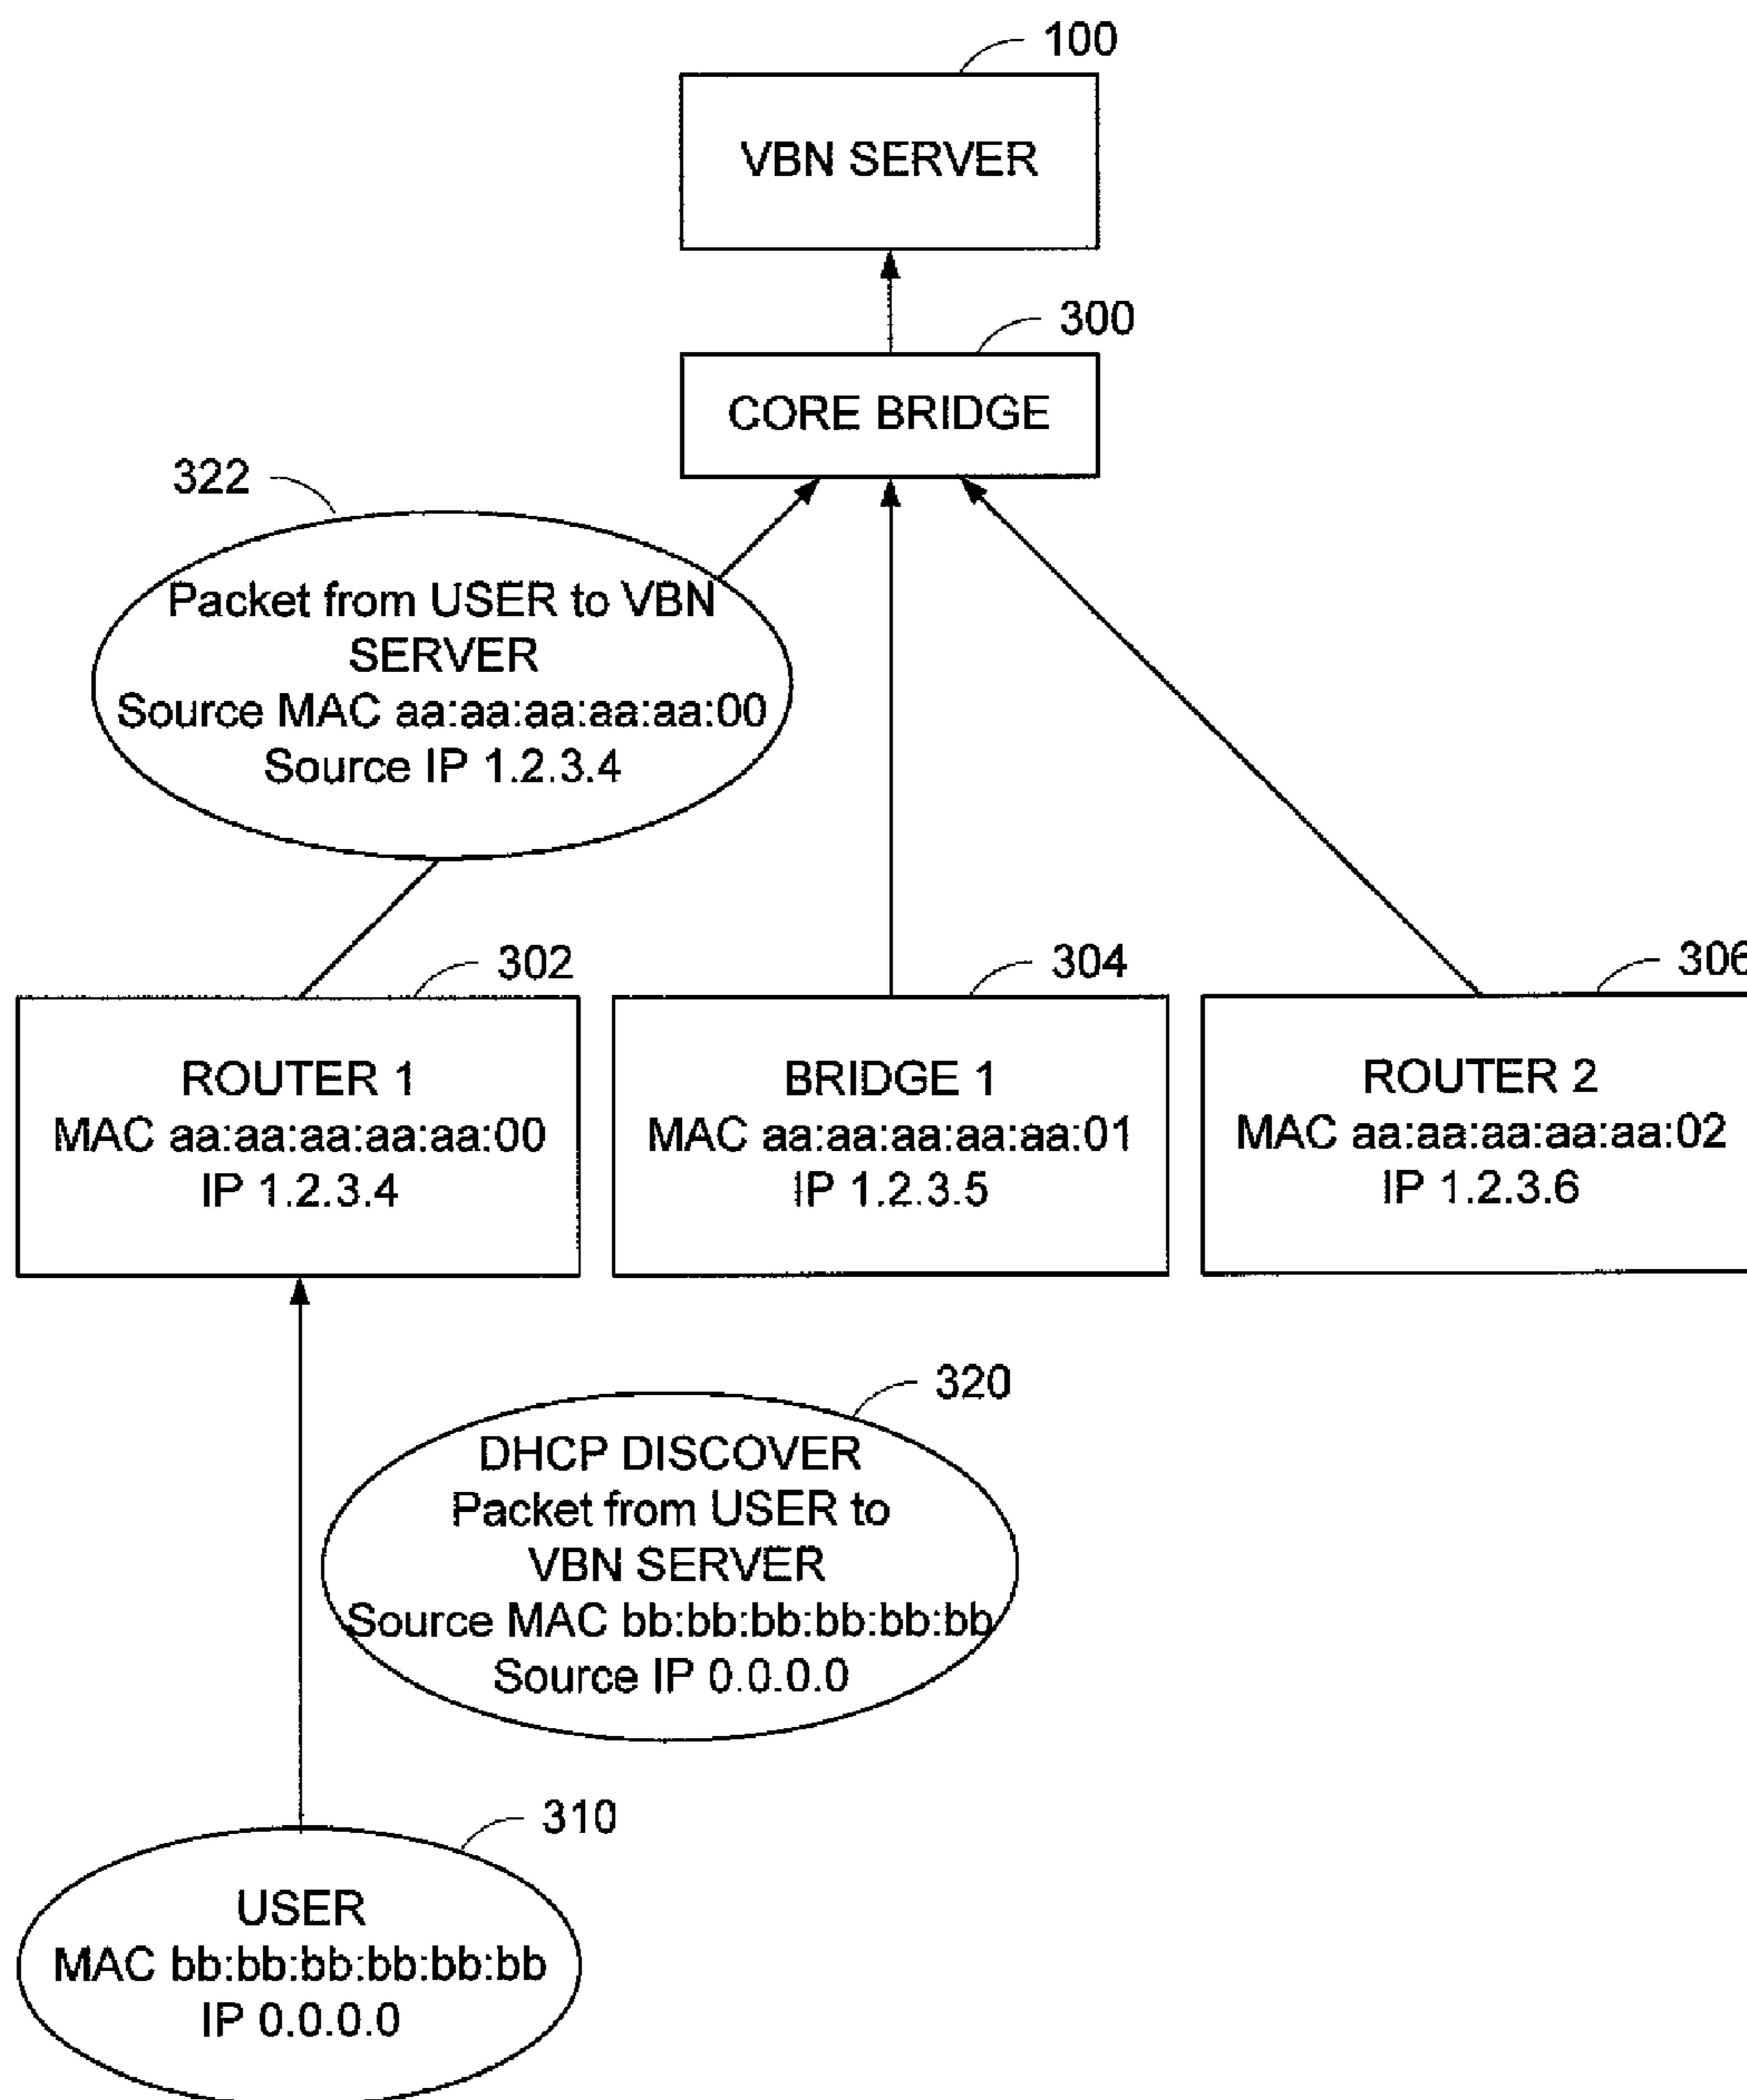 100
VBN SERVER
300
CORE BRIDGE
322
Packet from USER to VBN
SERVER
Source MAC aa:aa:aa:aa:aa:00
Source IP 1.2.3.4
302
304
306
ROUTER 1
MAC aa:aa:aa:aa:aa:00
IP 1.2.3.4
BRIDGE 1
MAC aa:aa:aa:aa:aa:01
IP 1.2.3.5
ROUTER 2
MAC aa:aa:aa:aa:aa:02
IP 1.2.3.6
320
DHCP DISCOVER
Packet from USER to
VBN SERVER
Source MAC bb:bb:bb:bb:bb:bb
Source IP 0.0.0.0
310
USER
MAC bb:bb:bb:bb:bb:bb
IP 0.0.0.0